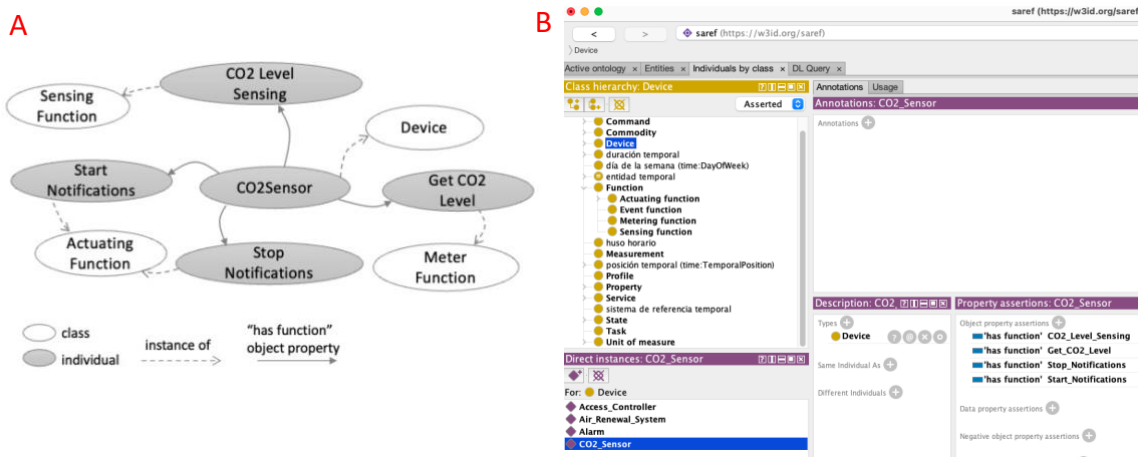 A
CO2 Level
Sensing
Sensing
Function
Device
Start
Notifications
CO2Sensor
Get CO2
Level
Actuating
Function
Stop
Notifications
Meter
Function
class
individual
instance of
"has function"
object property
B
saref (https://w3id.org/saref
<
>
saref (https://w3id.org/saref)
Device
Active ontology × Entities × Individuals by class × DL Query ×
Class hierarchy: Device
Asserted
Command
Commodity
Device
duración temporal
día de la semana (time:DayOfWeek)
entidad temporal
Function
Actuating function
Event function
Metering function
Sensing function
huso horario
Measurement
posición temporal (time:TemporalPosition)
Profile
Property
Service
sistema de referencia temporal
State
Task
Unit of measure
Direct instances: CO2_Sensor
For: Device
Access_Controller
Air_Renewal_System
Alarm
CO2_Sensor
Annotations Usage
Annotations: CO2_Sensor
Annotations
Description: CO2_
Types
Device
Same Individual As
Different Individuals
Property assertions: CO2_Sensor
Object property assertions
'has function' CO2_Level_Sensing
'has function' Get_CO2_Level
'has function' Stop_Notifications
'has function' Start_Notifications
Data property assertions
Negative object property assertions